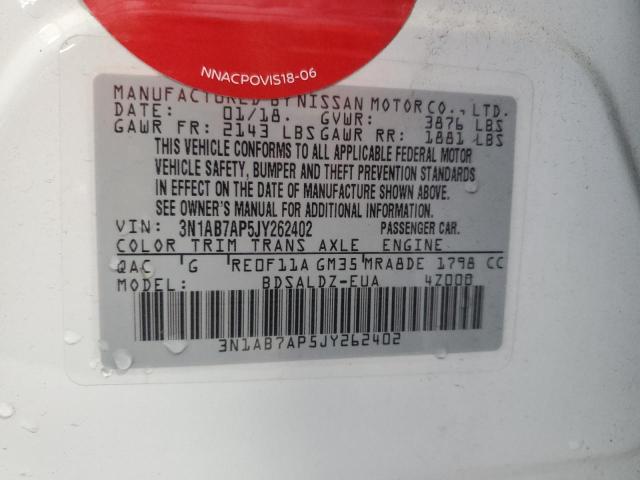 NNACPOVIS18-06
MANUFACTURED BY NISSAN MOTOR CO., LTD.
DATE: 01/18. GVWR: 3876 LBS
GAWR FR: 2143 LBS GAWR RR: 1881 LBS
THIS VEHICLE CONFORMS TO ALL APPLICABLE FEDERAL MOTOR
VEHICLE SAFETY, BUMPER AND THEFT PREVENTION STANDARDS
IN EFFECT ON THE DATE OF MANUFACTURE SHOWN ABOVE.
SEE OWNER'S MANUAL FOR ADDITIONAL INFORMATION.
VIN: 3N1AB7AP5JY262402 PASSENGER CAR.
COLOR TRIM TRANS AXLE ENGINE
QAC G RE0F11A GM35 MRA8DE 1798 CC
MODEL: BDSALDZ-EUA 4Z000
3N1AB7AP5JY262402